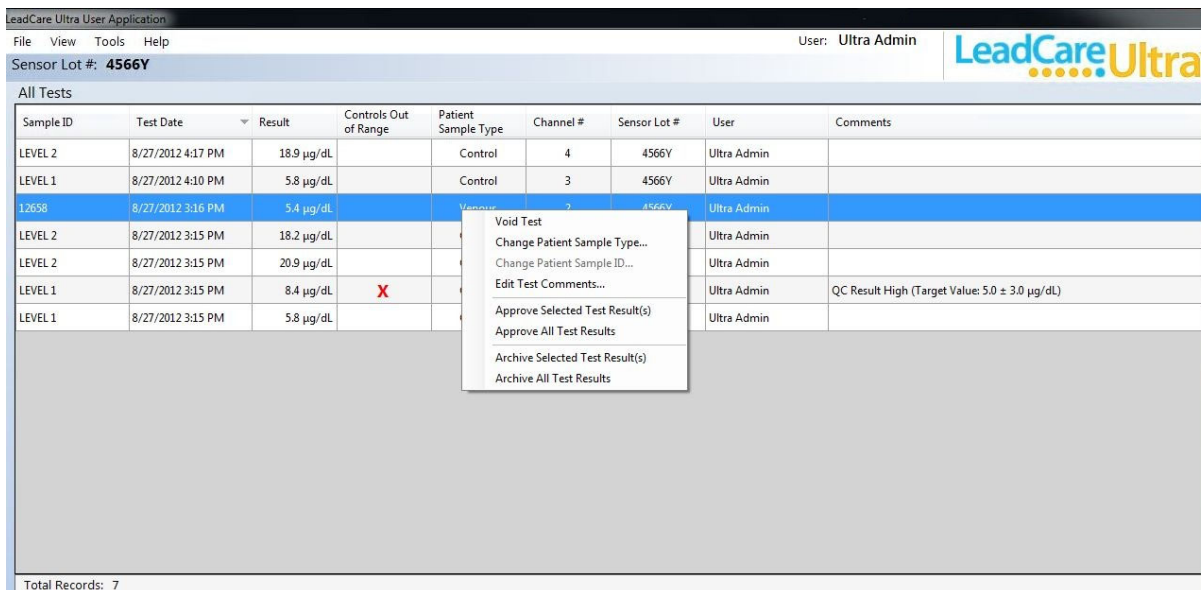 LeadCare Ultra User Application
File View Tools Help User: Ultra Admin LeadCare Ultra
Sensor Lot #: 4566Y
All Tests
Sample ID Test Date Result Controls Out of Range Patient Sample Type Channel # Sensor Lot # User Comments
LEVEL 2 8/27/2012 4:17 PM 18.9 µg/dL Control 4 4566Y Ultra Admin
LEVEL 1 8/27/2012 4:10 PM 5.8 µg/dL Control 3 4566Y Ultra Admin
12658 8/27/2012 3:16 PM 5.4 µg/dL Venous 2 4566Y Ultra Admin
LEVEL 2 8/27/2012 3:15 PM 18.2 µg/dL Ultra Admin
LEVEL 2 8/27/2012 3:15 PM 20.9 µg/dL Ultra Admin
LEVEL 1 8/27/2012 3:15 PM 8.4 µg/dL X Ultra Admin QC Result High (Target Value: 5.0 ± 3.0 µg/dL)
LEVEL 1 8/27/2012 3:15 PM 5.8 µg/dL Ultra Admin
Void Test
Change Patient Sample Type...
Change Patient Sample ID...
Edit Test Comments...
Approve Selected Test Result(s)
Approve All Test Results
Archive Selected Test Result(s)
Archive All Test Results
Total Records: 7